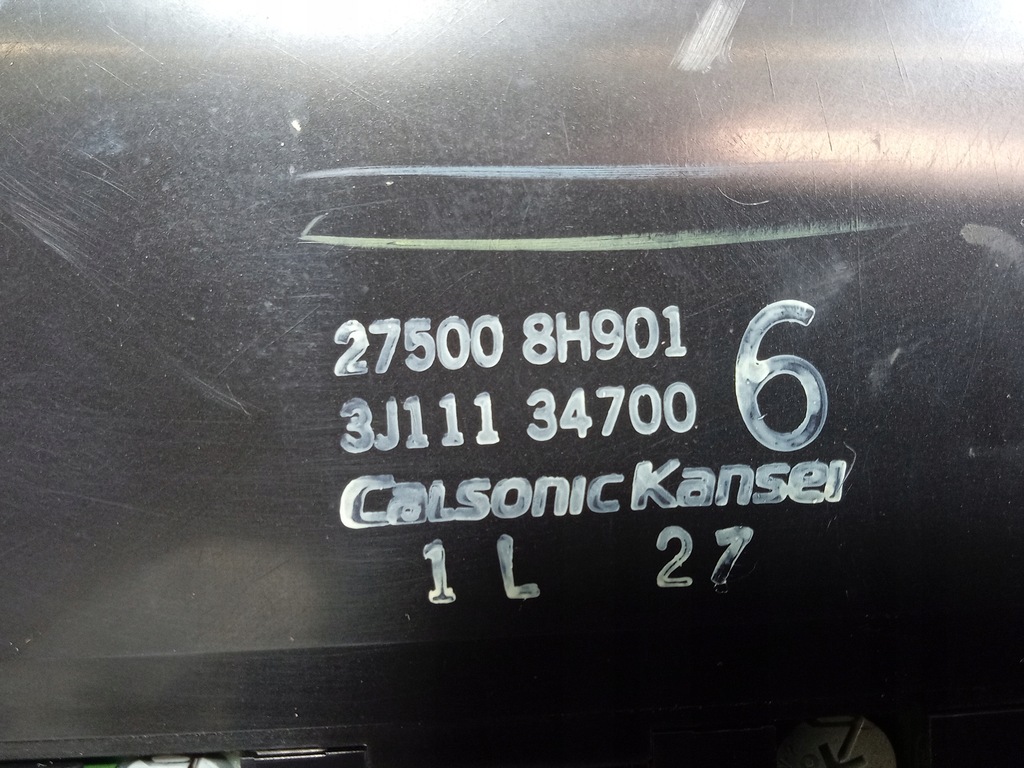 27500 8H901
3J111 34700 6
CalsonicKansei
1 L 27